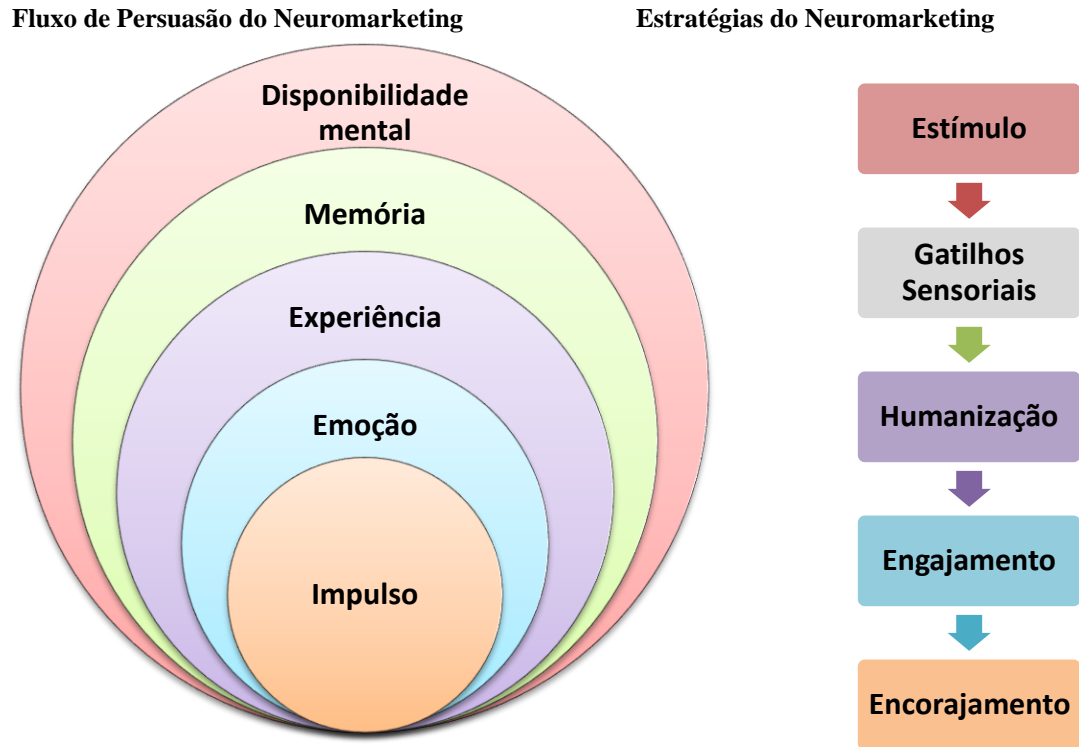 Fluxo de Persuasão do Neuromarketing
Estratégias do Neuromarketing
Disponibilidade
mental
Memória
Experiência
Emoção
Impulso
Estímulo
Gatilhos
Sensoriais
Humanização
Engajamento
Encorajamento